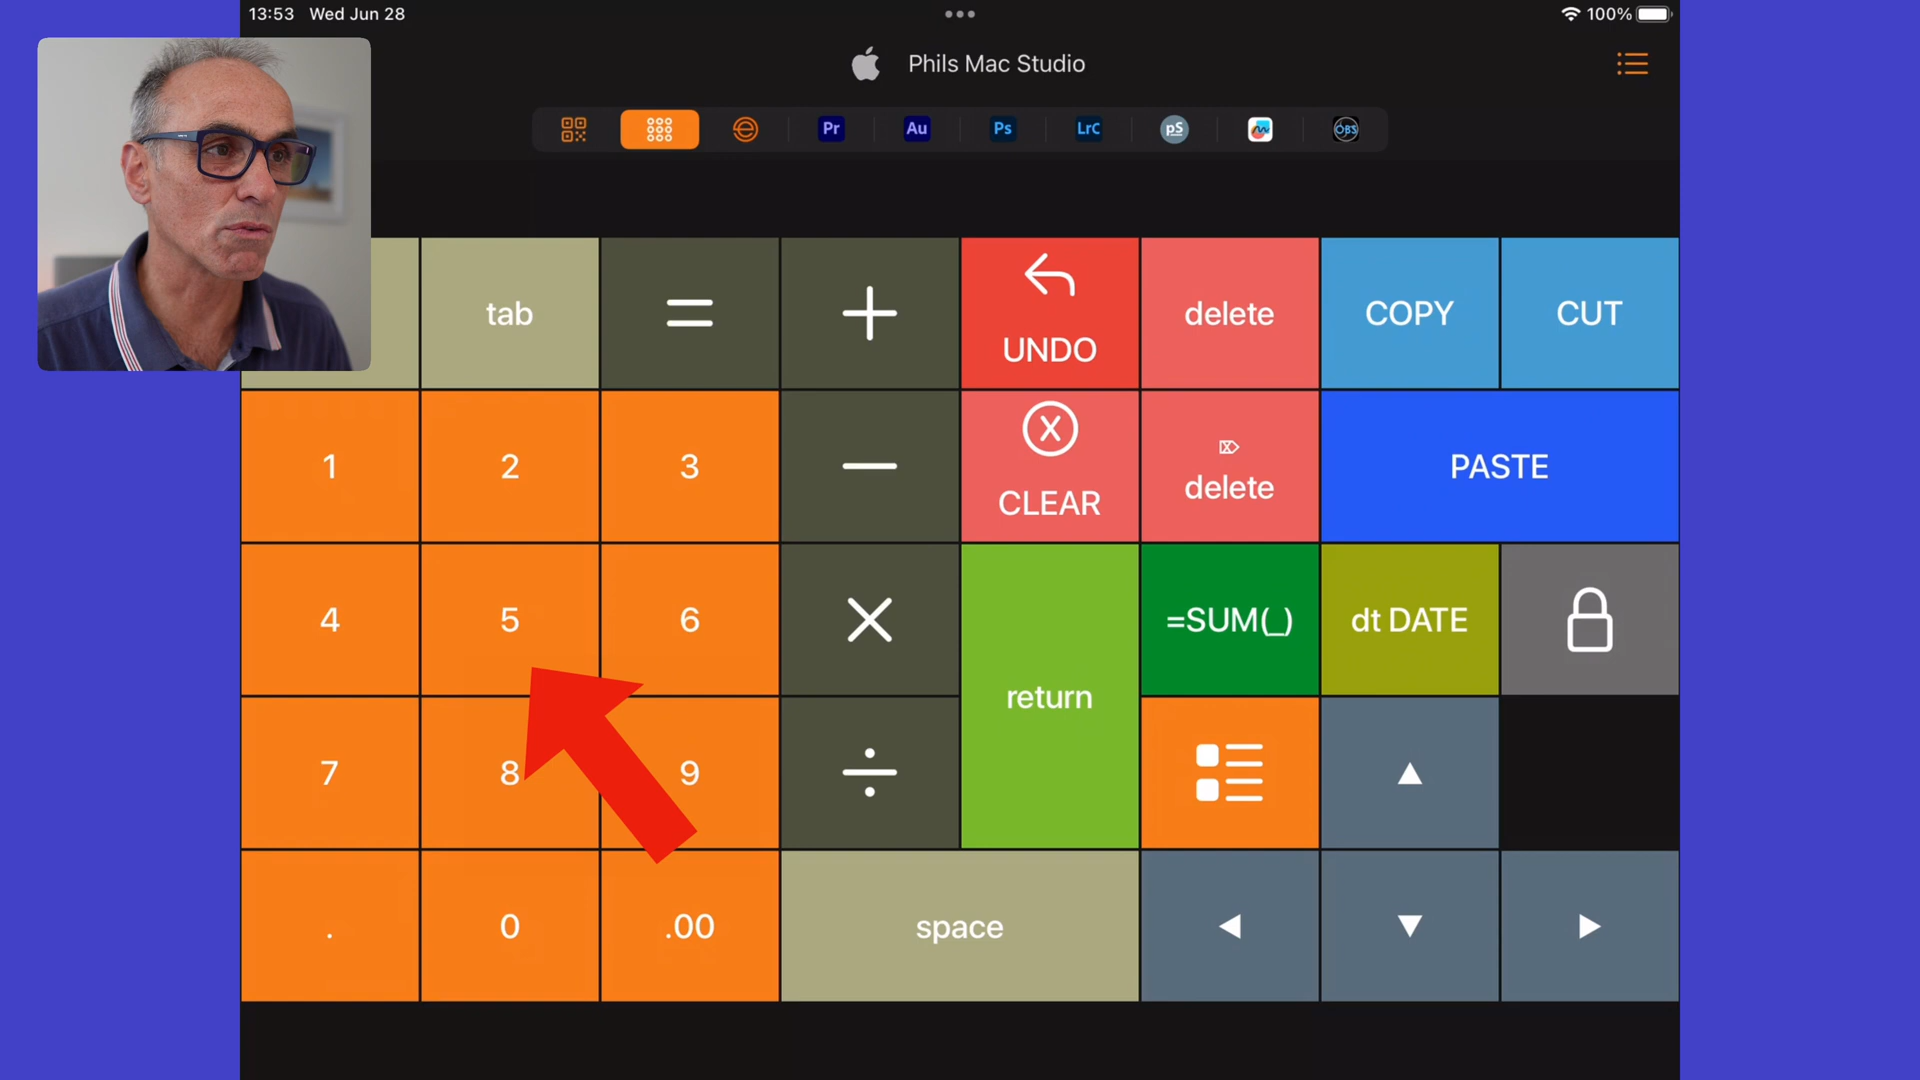 13:53 Wed Jun 28
100%
Phils Mac Studio
Pr Au Ps LrC pS OBS
tab = + UNDO delete COPY CUT
1 2 3 — X CLEAR delete PASTE
4 5 6 × return =SUM(_) dt DATE
7 8 9 ÷
. 0 .00 space